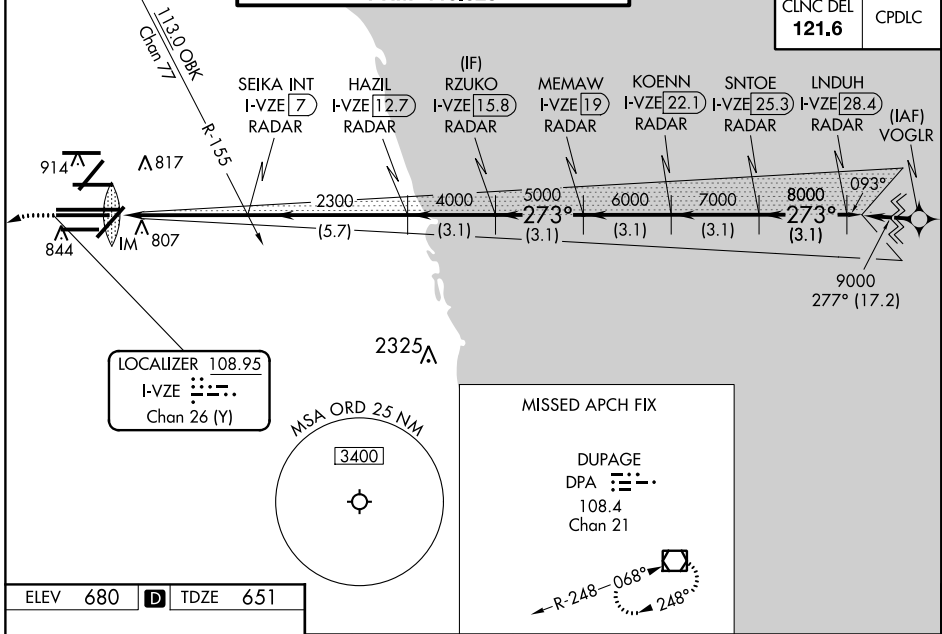 CLNC DEL
121.6
CPDLC
113.0 OBK
Chan 77
R-155
SEIKA INT
I-VZE 7
RADAR
HAZIL
I-VZE 12.7
RADAR
(IF)
RZUKO
I-VZE 15.8
RADAR
MEMAW
I-VZE 19
RADAR
KOENN
I-VZE 22.1
RADAR
SNTOE
I-VZE 25.3
RADAR
LNDUH
I-VZE 28.4
RADAR
(IAF)
VOGLR
914
817
844
IM
807
2300
4000
5000
6000
7000
8000
093°
273°
273°
(5.7)
(3.1)
(3.1)
(3.1)
(3.1)
(3.1)
9000
277° (17.2)
2325
LOCALIZER 108.95
I-VZE
Chan 26 (Y)
MSA ORD 25 NM
3400
MISSED APCH FIX
DUPAGE
DPA
108.4
Chan 21
R-248
068°
248°
ELEV 680 D TDZE 651